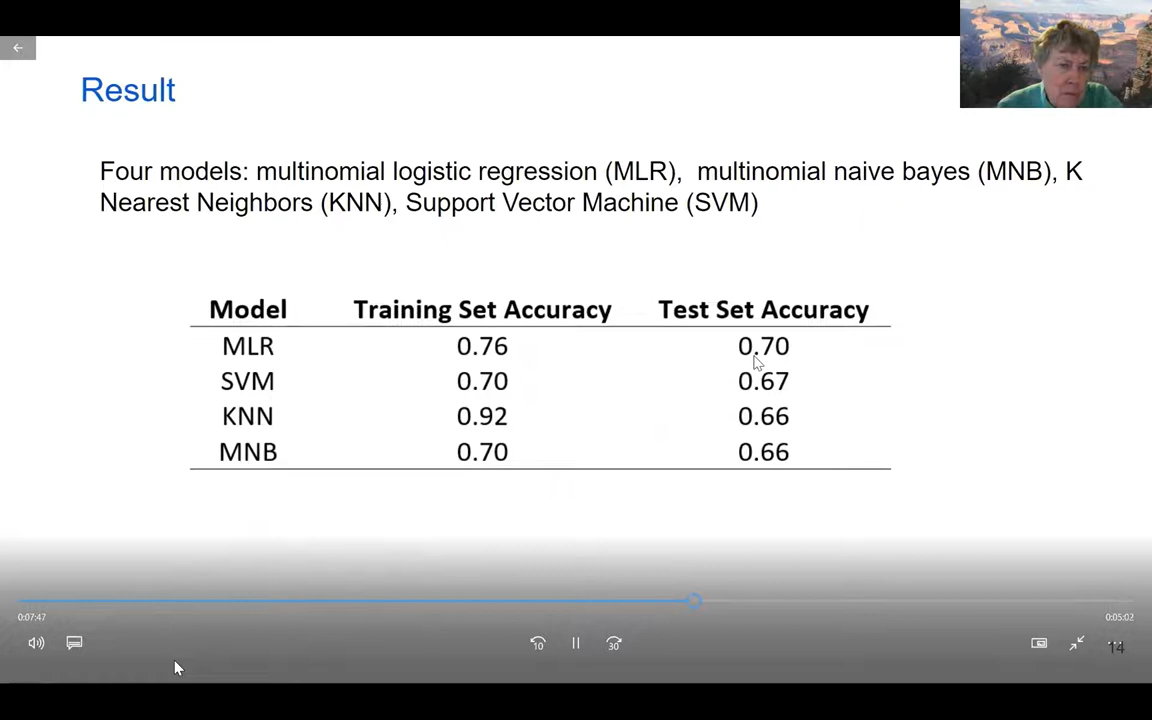 Result
Four models: multinomial logistic regression (MLR), multinomial naive bayes (MNB), K
Nearest Neighbors (KNN), Support Vector Machine (SVM)
Model Training Set Accuracy Test Set Accuracy
MLR 0.76 0.70
SVM 0.70 0.67
KNN 0.92 0.66
MNB 0.70 0.66
0:07:47 0:05:02
10 30
14